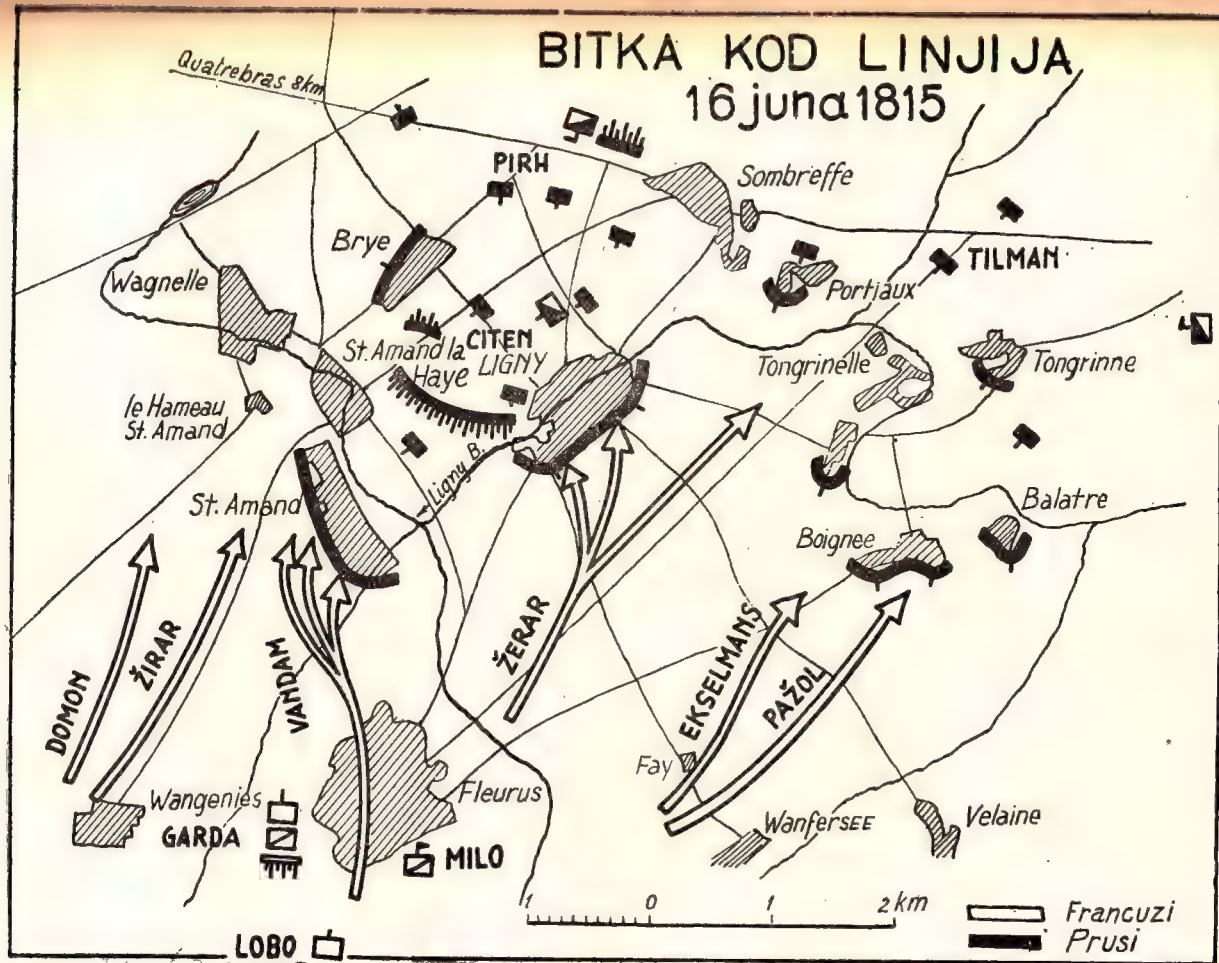 BITKA KOD LINJIJA
16 juna 1815
Quatrebras 8km
PIRH
Sombreffe
Brye
TILMAN
Wagnelle
Portjaux
CITEN
St. Amand la
Haye
LIGNY
Tongrinelle
Tongrinne
le Hameau
St. Amand
Ligny B.
St. Amand
Balatre
Boignee
DOMON
ŽIRAR
VANDAM
ŽERAR
EKSELMANS
PAŽOL
Fay
Wangenies
Fleurus
GARDA
MILO
WanferSEE
Velaine
1 0 1 2 km
Francuzi
Prusi
LOBO